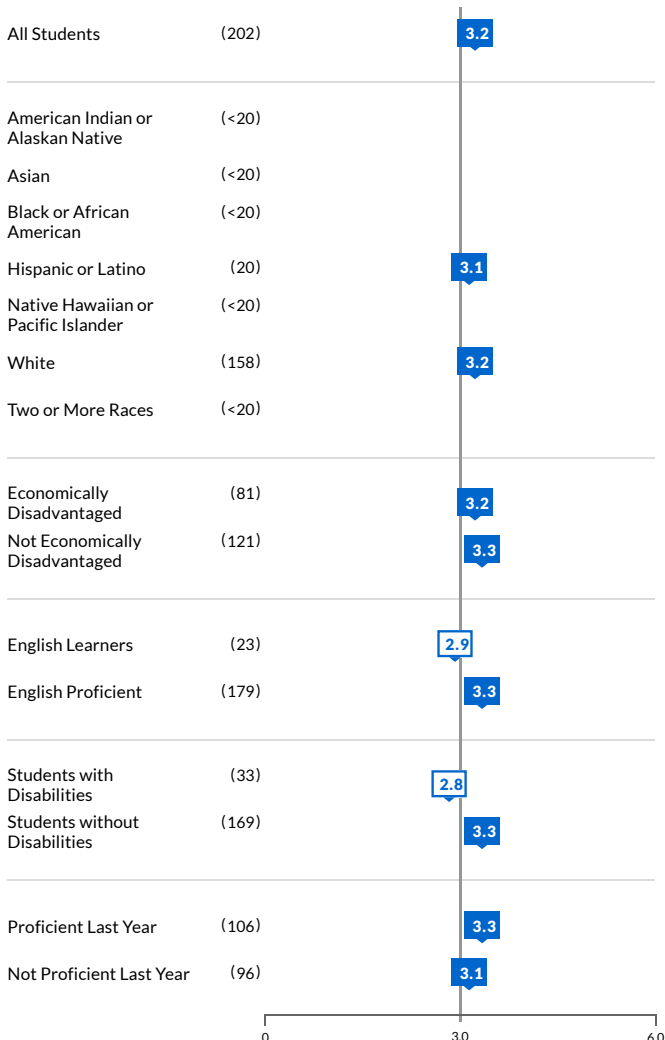 All Students (202) 3.2
American Indian or (<20)
Alaskan Native
Asian (<20)
Black or African (<20)
American
Hispanic or Latino (20) 3.1
Native Hawaiian or (<20)
Pacific Islander
White (158) 3.2
Two or More Races (<20)
Economically (81) 3.2
Disadvantaged
Not Economically (121) 3.3
Disadvantaged
English Learners (23) 2.9
English Proficient (179) 3.3
Students with (33) 2.8
Disabilities
Students without (169) 3.3
Disabilities
Proficient Last Year (106) 3.3
Not Proficient Last Year (96) 3.1
0 3.0 6.0